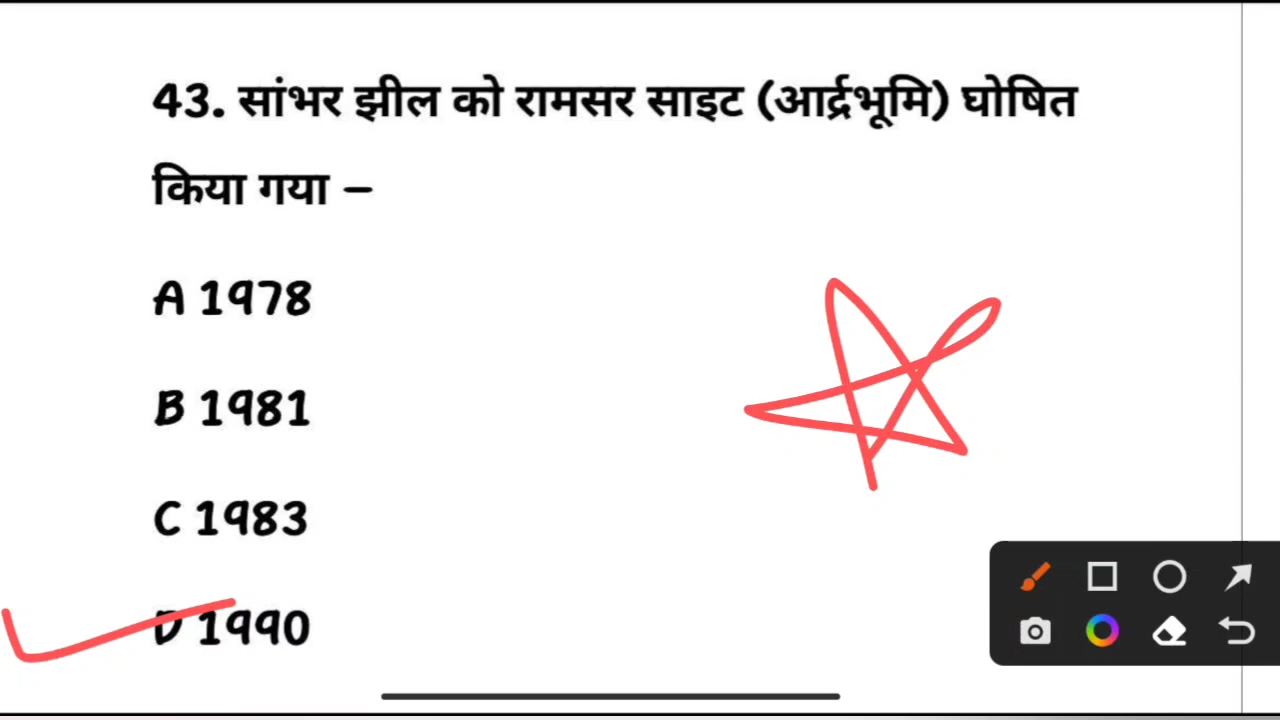 43. सांभर झील को रामसर साइट (आर्द्रभूमि) घोषित
किया गया –
A 1978
B 1981
C 1983
D 1990